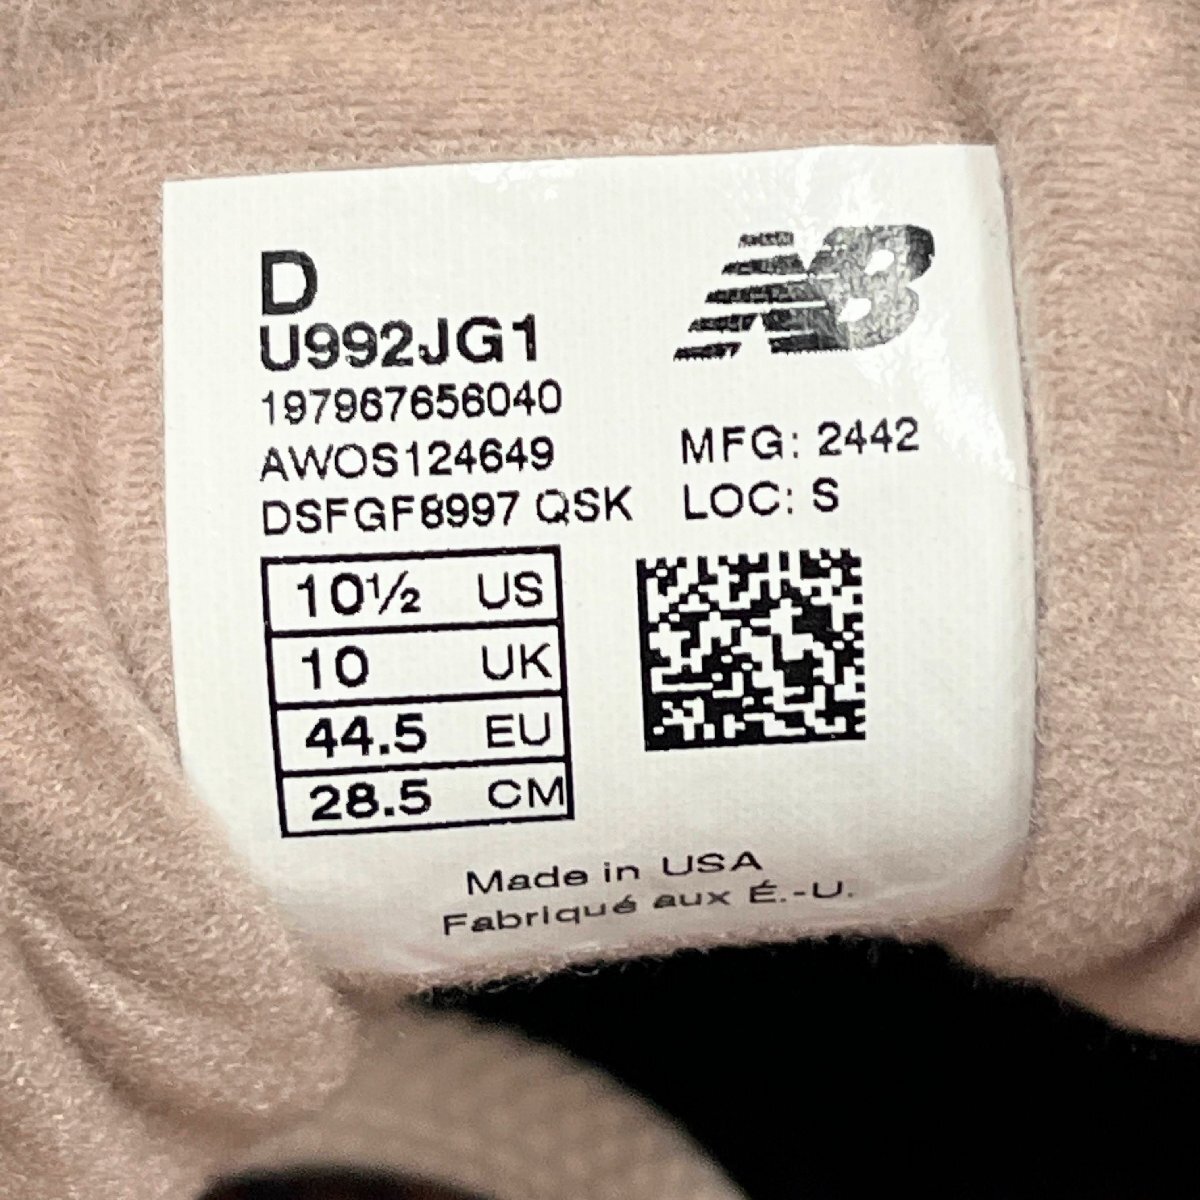 D
U992JG1
197967656040
AWOS124649
DSFGF8997 QSK
NB
MFG: 2442
LOC: S
10½ US
10 UK
44.5 EU
28.5 CM
Made in USA
Fabriqué aux É.-U.